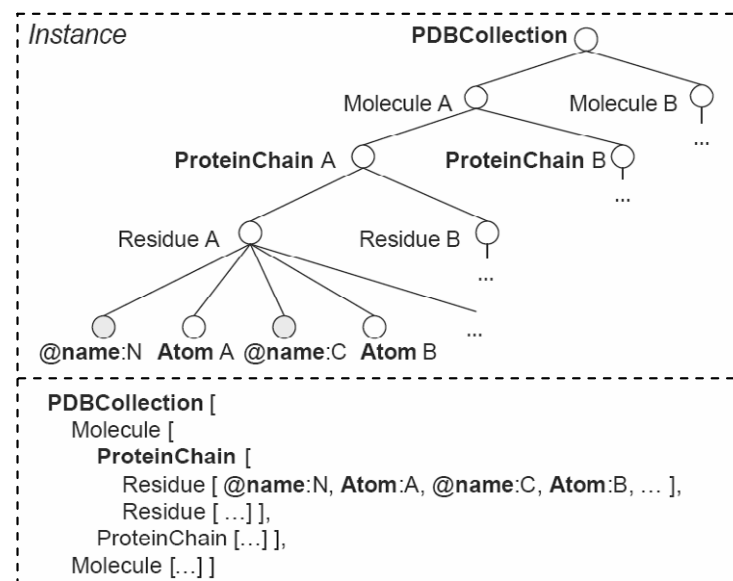 Instance
PDBCollection
Molecule A
Molecule B
...
ProteinChain A
ProteinChain B
...
Residue A
Residue B
...
...
@name:N Atom A @name:C Atom B
PDBCollection [
Molecule [
ProteinChain [
Residue [ @name:N, Atom:A, @name:C, Atom:B, ... ],
Residue [ ...] ],
ProteinChain [...] ],
Molecule [...] ]